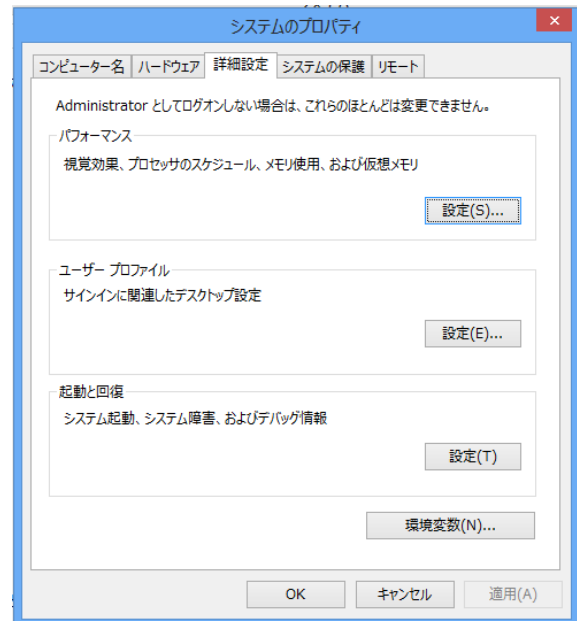 システムのプロパティ
コンピューター名 ハードウェア 詳細設定 システムの保護 リモート
Administrator としてログオンしない場合は、これらのほとんどは変更できません。
パフォーマンス
視覚効果、プロセッサのスケジュール、メモリ使用、および仮想メモリ
設定(S)...
ユーザー プロファイル
サインインに関連したデスクトップ設定
設定(E)...
起動と回復
システム起動、システム障害、およびデバッグ情報
設定(T)
環境変数(N)...
OK キャンセル 適用(A)